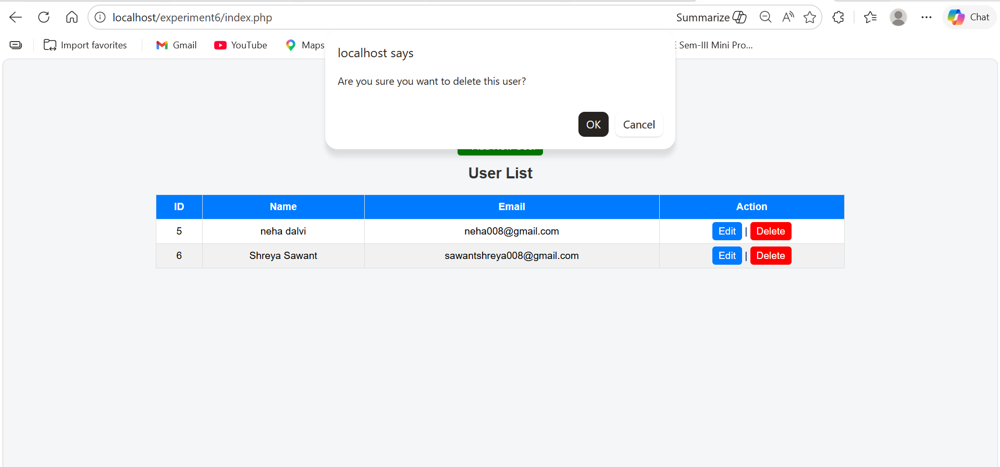 localhost/experiment6/index.php Summarize Chat
Import favorites Gmail YouTube Maps Sem-III Mini Pro...
localhost says
Are you sure you want to delete this user?
OK Cancel
User List
ID Name Email Action
5 neha dalvi neha008@gmail.com Edit | Delete
6 Shreya Sawant sawantshreya008@gmail.com Edit | Delete